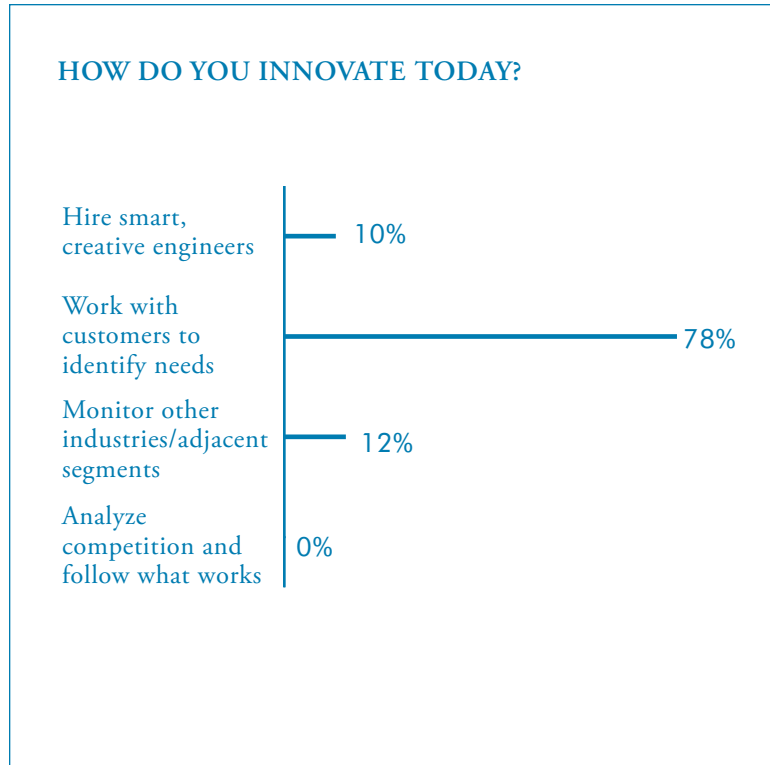 HOW DO YOU INNOVATE TODAY?
Hire smart,
creative engineers
10%
Work with
customers to
identify needs
78%
Monitor other
industries/adjacent
segments
12%
Analyze
competition and
follow what works
0%